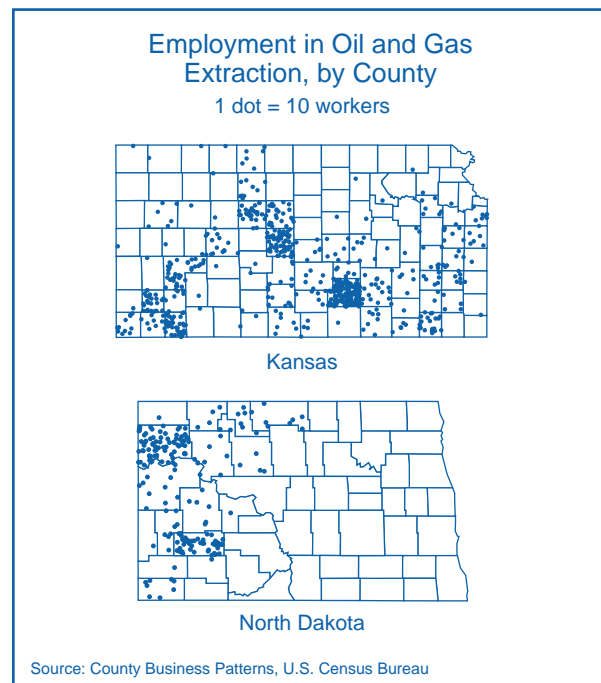 Employment in Oil and Gas
Extraction, by County
1 dot = 10 workers
Kansas
North Dakota
Source: County Business Patterns, U.S. Census Bureau